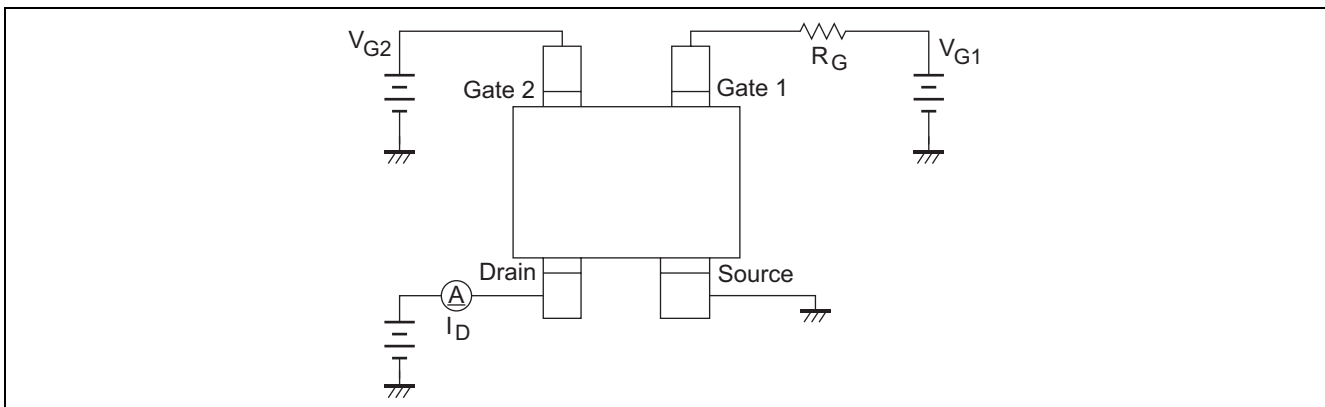 VG2
Gate 2
Gate 1
RG
VG1
Drain
Source
A
ID